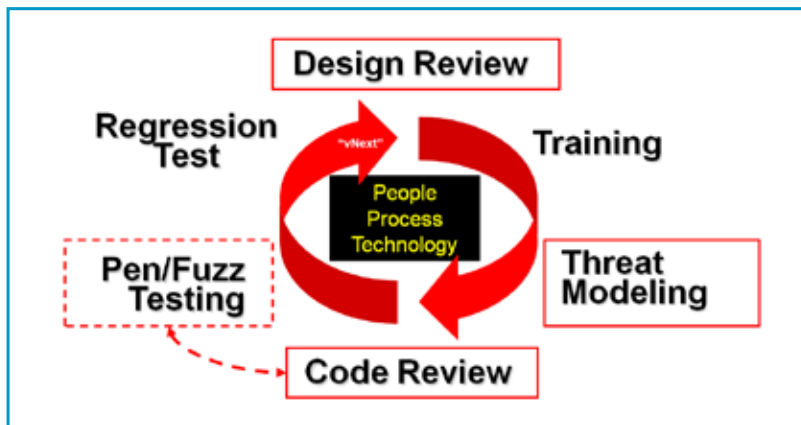 Design Review
Regression
Test
"vNext"
Training
People
Process
Technology
Pen/Fuzz
Testing
Threat
Modeling
Code Review